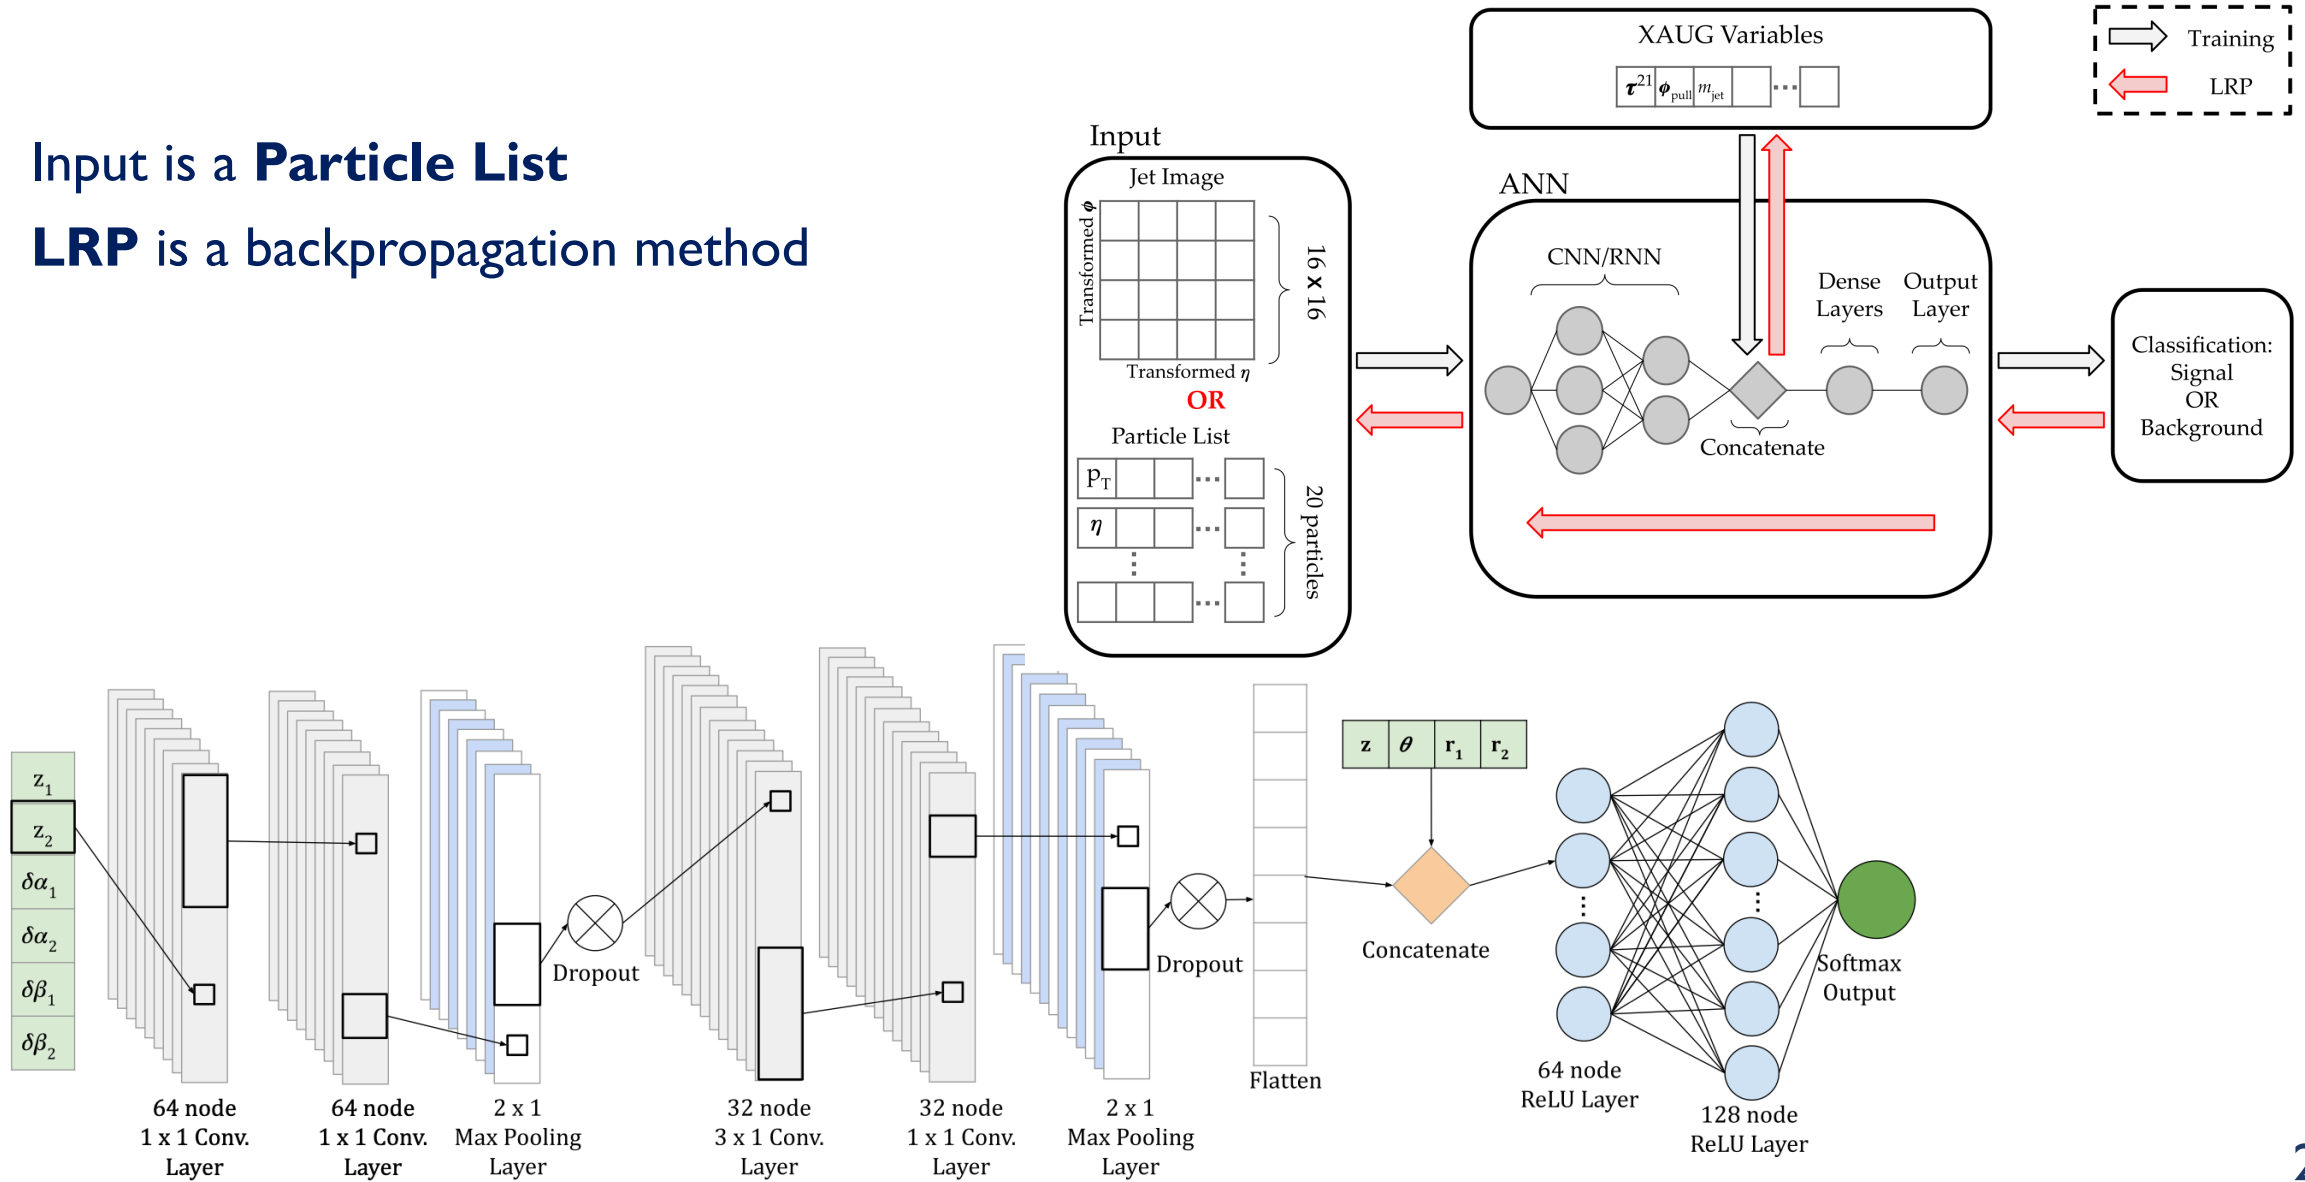 Input is a Particle List
LRP is a backpropagation method
XAUG Variables
τ²¹ ϕ_pull m_jet ...
Training
LRP
Input
Jet Image
Transformed ϕ
16 x 16
Transformed η
OR
Particle List
p_T ...
η ...
...
20 particles
ANN
CNN/RNN
Dense
Layers
Output
Layer
Concatenate
Classification:
Signal
OR
Background
z₁
z₂
δα₁
δα₂
δβ₁
δβ₂
64 node
1 x 1 Conv.
Layer
64 node
1 x 1 Conv.
Layer
2 x 1
Max Pooling
Layer
Dropout
32 node
3 x 1 Conv.
Layer
32 node
1 x 1 Conv.
Layer
2 x 1
Max Pooling
Layer
Dropout
Flatten
z θ r₁ r₂
Concatenate
64 node
ReLU Layer
128 node
ReLU Layer
Softmax
Output